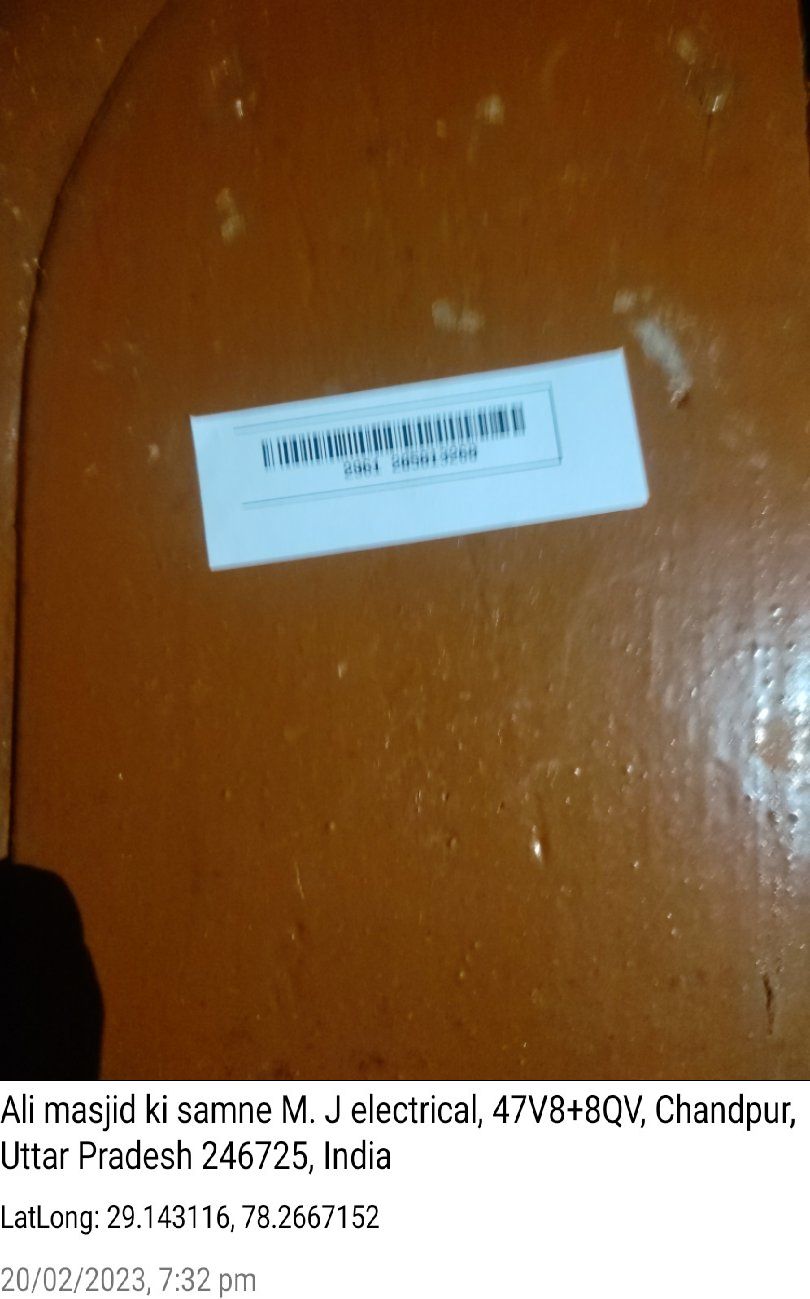 Ali masjid ki samne M. J electrical, 47V8+8QV, Chandpur,
Uttar Pradesh 246725, India
LatLong: 29.143116, 78.2667152
20/02/2023, 7:32 pm